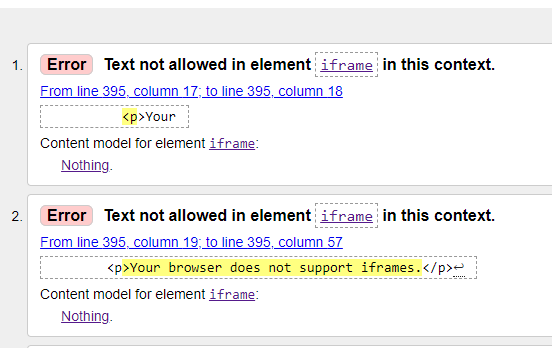 1. Error Text not allowed in element iframe in this context.
From line 395, column 17; to line 395, column 18
<p>Your
Content model for element iframe:
Nothing.
2. Error Text not allowed in element iframe in this context.
From line 395, column 19; to line 395, column 57
<p>Your browser does not support iframes.</p>↩
Content model for element iframe:
Nothing.